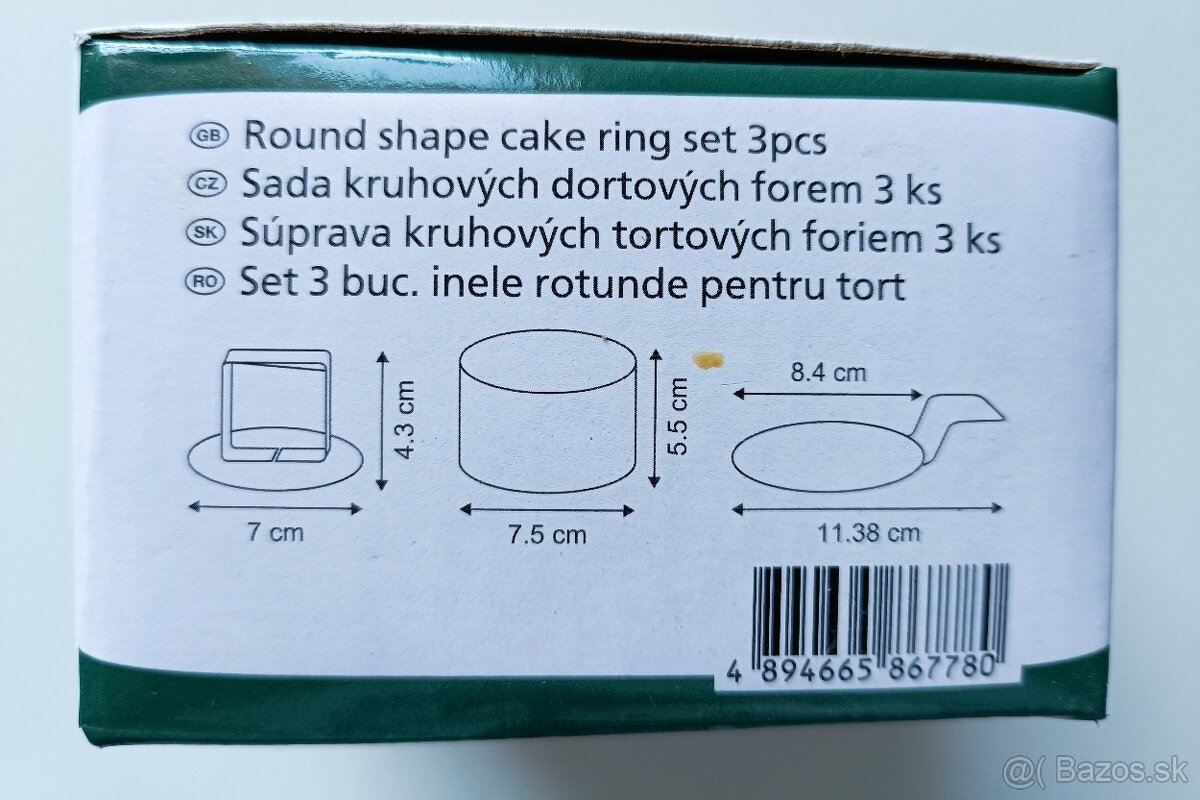 GB Round shape cake ring set 3pcs
CZ Sada kruhových dortových forem 3 ks
SK Súprava kruhových tortových foriem 3 ks
RO Set 3 buc. inele rotunde pentru tort
4.3 cm
7 cm
5.5 cm
7.5 cm
8.4 cm
11.38 cm
4 894665 867780
@( Bazos.sk